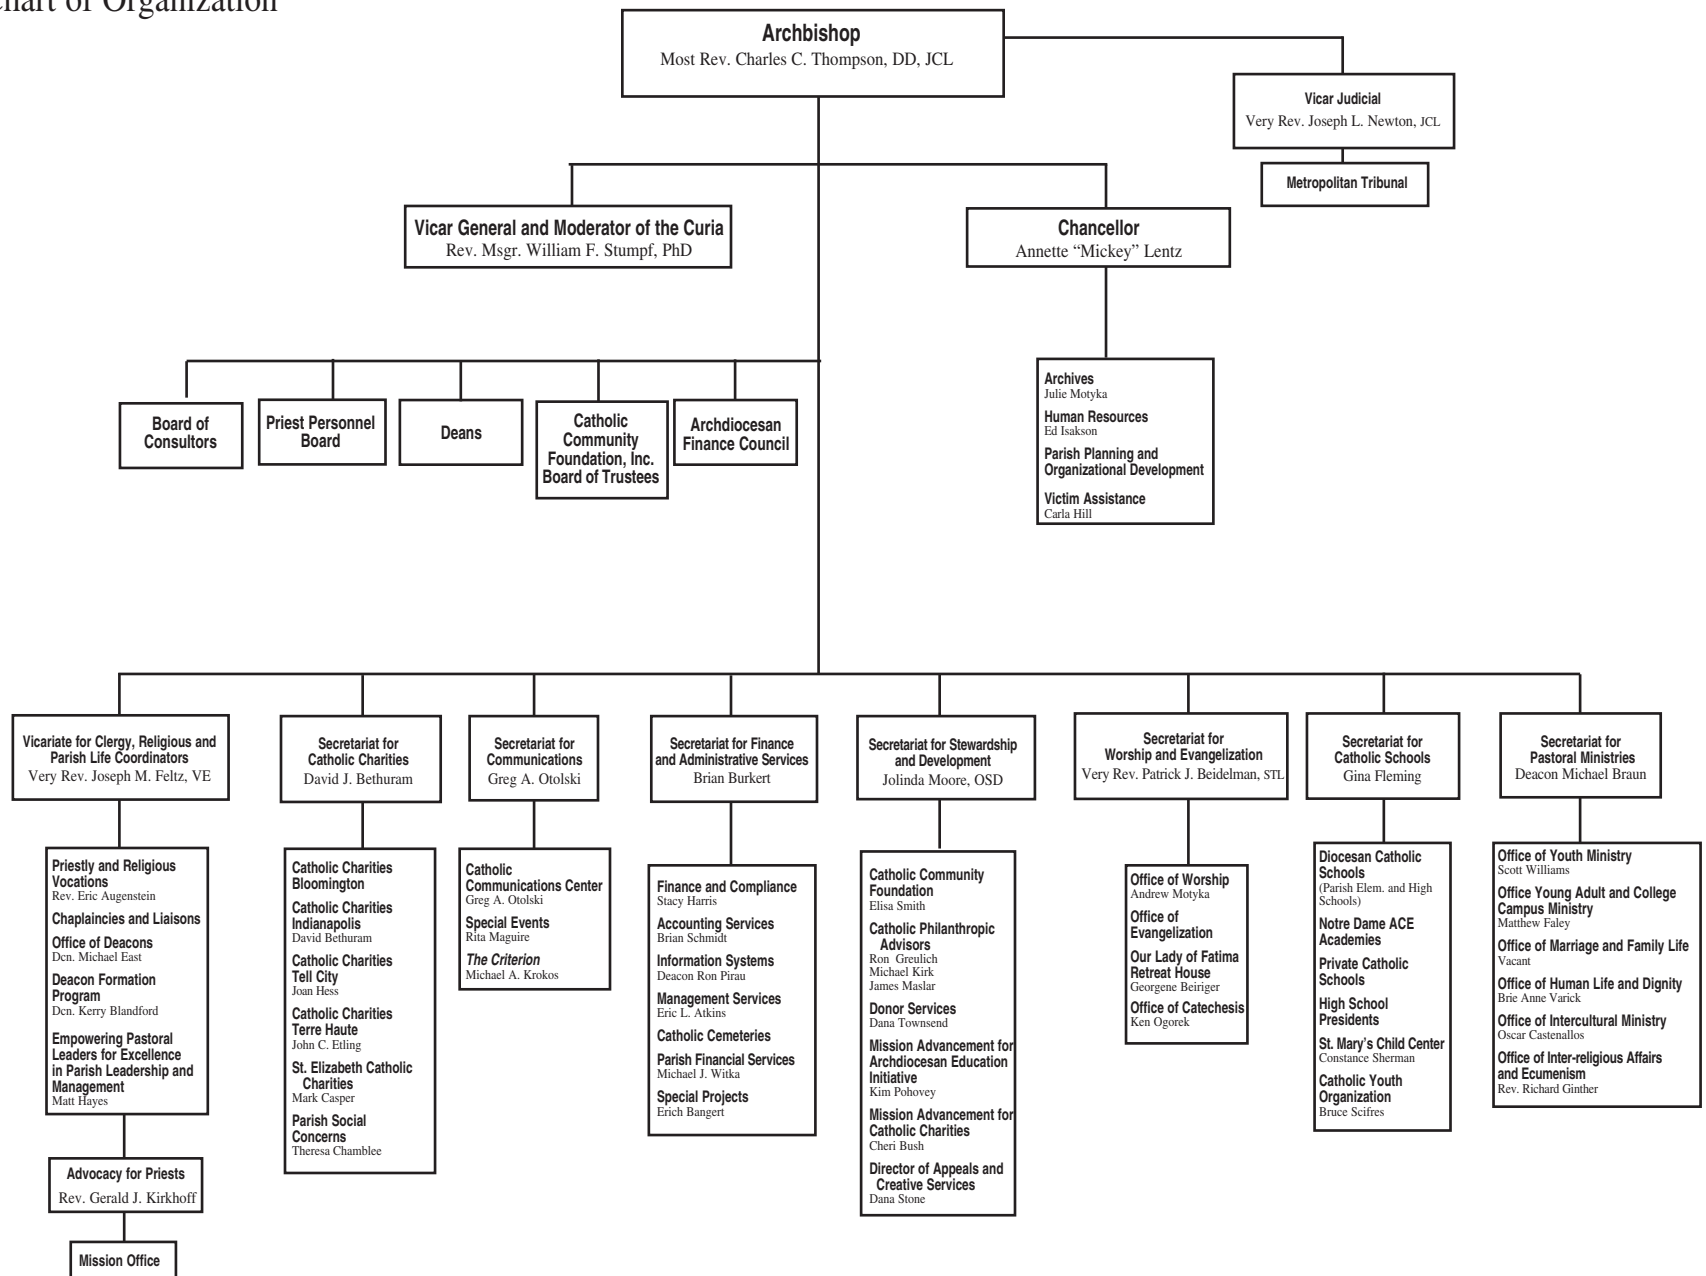 Chart of Organization
Archbishop
Most Rev. Charles C. Thompson, DD, JCL
Vicar Judicial
Very Rev. Joseph L. Newton, JCL
Metropolitan Tribunal
Vicar General and Moderator of the Curia
Rev. Msgr. William F. Stumpf, PhD
Chancellor
Annette “Mickey” Lentz
Archives
Julie Motyka
Human Resources
Ed Isakson
Parish Planning and
Organizational Development
Victim Assistance
Carla Hill
Board of
Consultors
Priest Personnel
Board
Deans
Catholic
Community
Foundation, Inc.
Board of Trustees
Archdiocesan
Finance Council
Vicariate for Clergy, Religious and
Parish Life Coordinators
Very Rev. Joseph M. Feltz, VE
Priestly and Religious
Vocations
Rev. Eric Augenstein
Chaplaincies and Liaisons
Office of Deacons
Dcn. Michael East
Deacon Formation
Program
Dcn. Kerry Blandford
Empowering Pastoral
Leaders for Excellence
in Parish Leadership and
Management
Matt Hayes
Advocacy for Priests
Rev. Gerald J. Kirkhoff
Mission Office
Secretariat for
Catholic Charities
David J. Bethuram
Catholic Charities
Bloomington
Catholic Charities
Indianapolis
David Bethuram
Catholic Charities
Tell City
Joan Hess
Catholic Charities
Terre Haute
John C. Etling
St. Elizabeth Catholic
Charities
Mark Casper
Parish Social
Concerns
Theresa Chamblee
Secretariat for
Communications
Greg A. Otolski
Catholic
Communications Center
Greg A. Otolski
Special Events
Rita Maguire
The Criterion
Michael A. Krokos
Secretariat for Finance
and Administrative Services
Brian Burkert
Finance and Compliance
Stacy Harris
Accounting Services
Brian Schmidt
Information Systems
Deacon Ron Pirau
Management Services
Eric L. Atkins
Catholic Cemeteries
Parish Financial Services
Michael J. Witka
Special Projects
Erich Bangert
Secretariat for Stewardship
and Development
Jolinda Moore, OSD
Catholic Community
Foundation
Elisa Smith
Catholic Philanthropic
Advisors
Ron Greulich
Michael Kirk
James Maslar
Donor Services
Dana Townsend
Mission Advancement for
Archdiocesan Education
Initiative
Kim Pohovey
Mission Advancement for
Catholic Charities
Cheri Bush
Director of Appeals and
Creative Services
Dana Stone
Secretariat for
Worship and Evangelization
Very Rev. Patrick J. Beidelman, STL
Office of Worship
Andrew Motyka
Office of
Evangelization
Our Lady of Fatima
Retreat House
Georgene Beiriger
Office of Catechesis
Ken Ogorek
Secretariat for
Catholic Schools
Gina Fleming
Diocesan Catholic
Schools
(Parish Elem. and High
Schools)
Notre Dame ACE
Academies
Private Catholic
Schools
High School
Presidents
St. Mary’s Child Center
Constance Sherman
Catholic Youth
Organization
Bruce Scifres
Secretariat for
Pastoral Ministries
Deacon Michael Braun
Office of Youth Ministry
Scott Williams
Office Young Adult and College
Campus Ministry
Matthew Faley
Office of Marriage and Family Life
Vacant
Office of Human Life and Dignity
Brie Anne Varick
Office of Intercultural Ministry
Oscar Castenallos
Office of Inter-religious Affairs
and Ecumenism
Rev. Richard Ginther